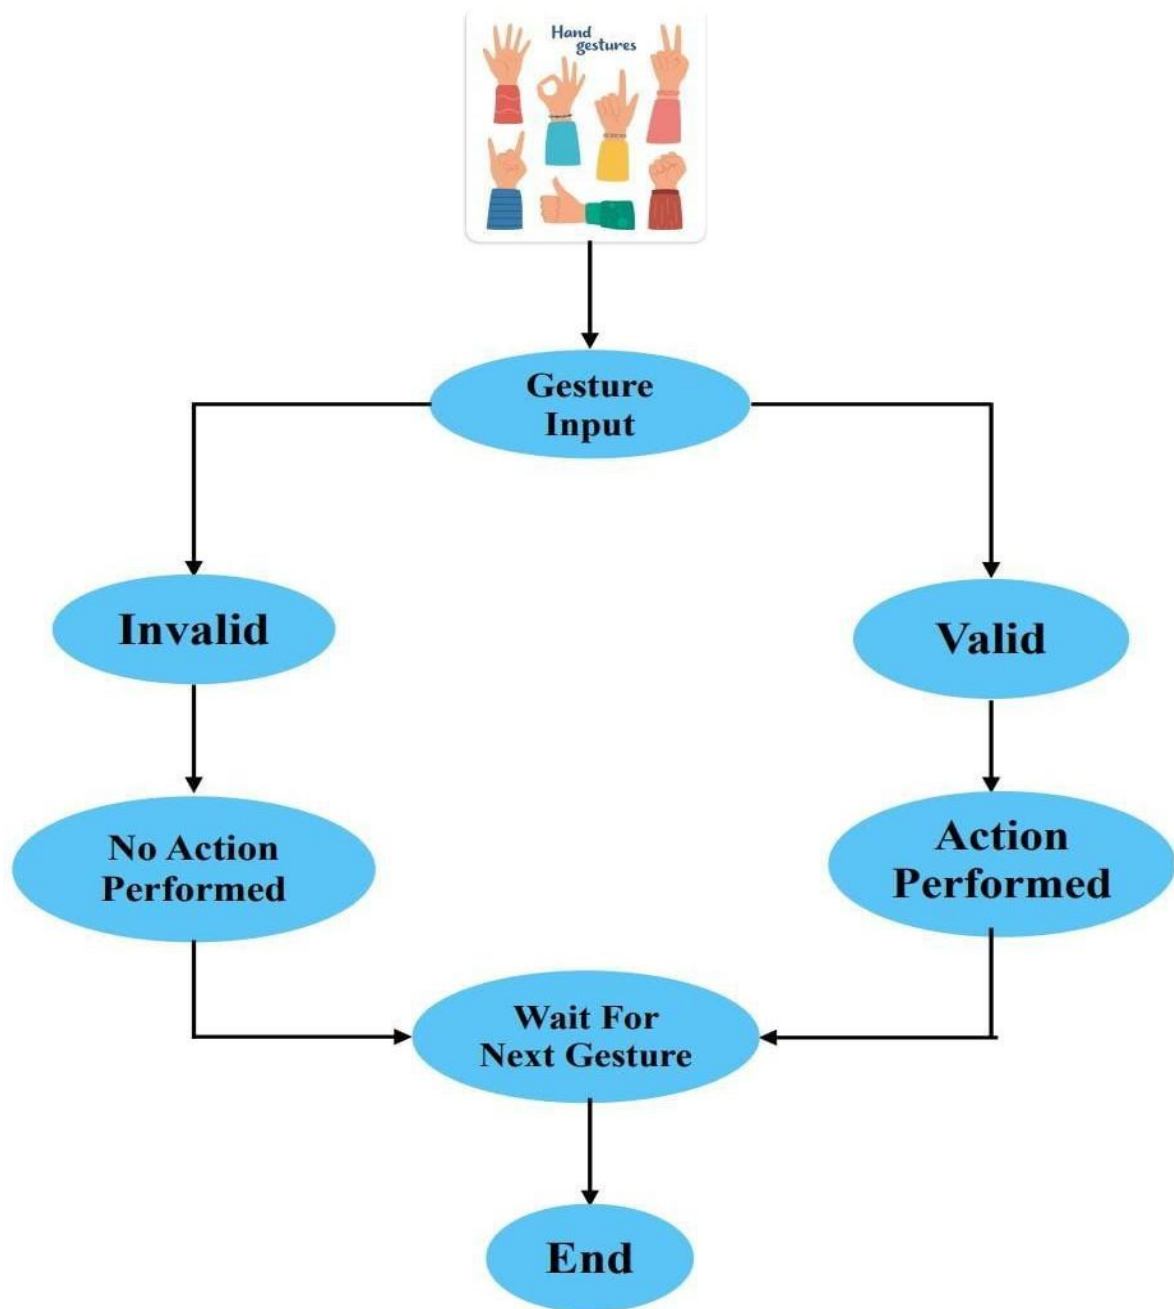 Hand
gestures
Gesture
Input
Invalid
Valid
No Action
Performed
Action
Performed
Wait For
Next Gesture
End